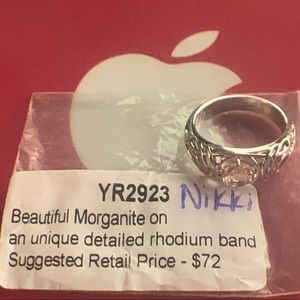 YR2923 Nikki
Beautiful Morganite on
an unique detailed rhodium band
Suggested Retail Price - $72